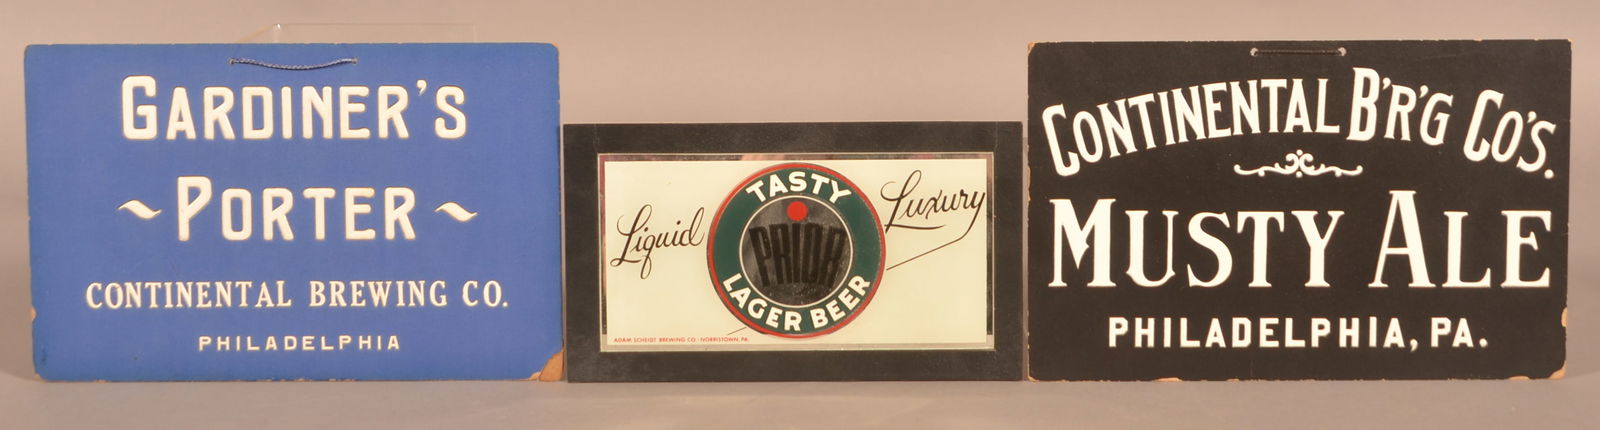 GARDINER'S
~PORTER~
CONTINENTAL BREWING CO.
PHILADELPHIA
Liquid
TASTY
PRIOR
LAGER BEER
Luxury
ADAM SCHEIDT BREWING CO.-NORRISTOWN, PA.
CONTINENTAL B'R'G CO'S.
MUSTY ALE
PHILADELPHIA, PA.